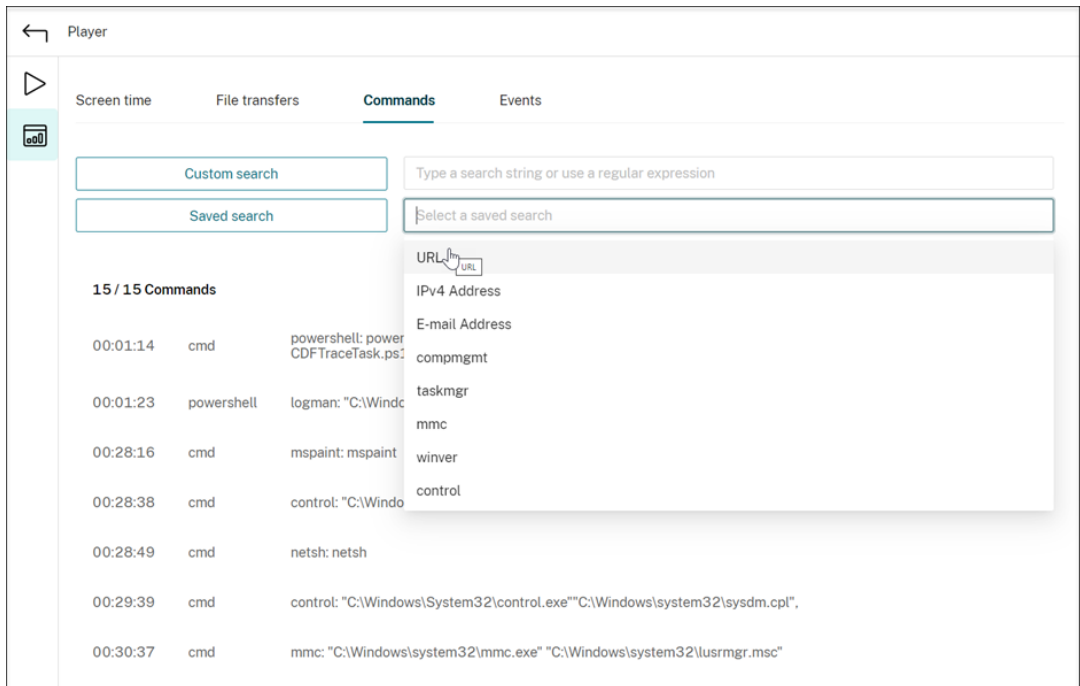 Player
Screen time File transfers Commands Events
Custom search Type a search string or use a regular expression
Saved search Select a saved search
URL
URL
IPv4 Address
E-mail Address
compmgmt
taskmgr
mmc
winver
control
15 / 15 Commands
00:01:14 cmd powershell: power
CDFTraceTask.ps1
00:01:23 powershell logman: "C:\Windo
00:28:16 cmd mspaint: mspaint
00:28:38 cmd control: "C:\Windo
00:28:49 cmd netsh: netsh
00:29:39 cmd control: "C:\Windows\System32\control.exe""C:\Windows\system32\sysdm.cpl",
00:30:37 cmd mmc: "C:\Windows\system32\mmc.exe" "C:\Windows\system32\lusrmgr.msc"